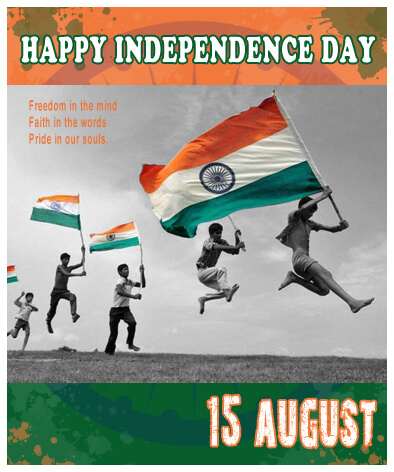 HAPPY INDEPENDENCE DAY
Freedom in the mind
Faith in the words
Pride in our souls.
15 AUGUST